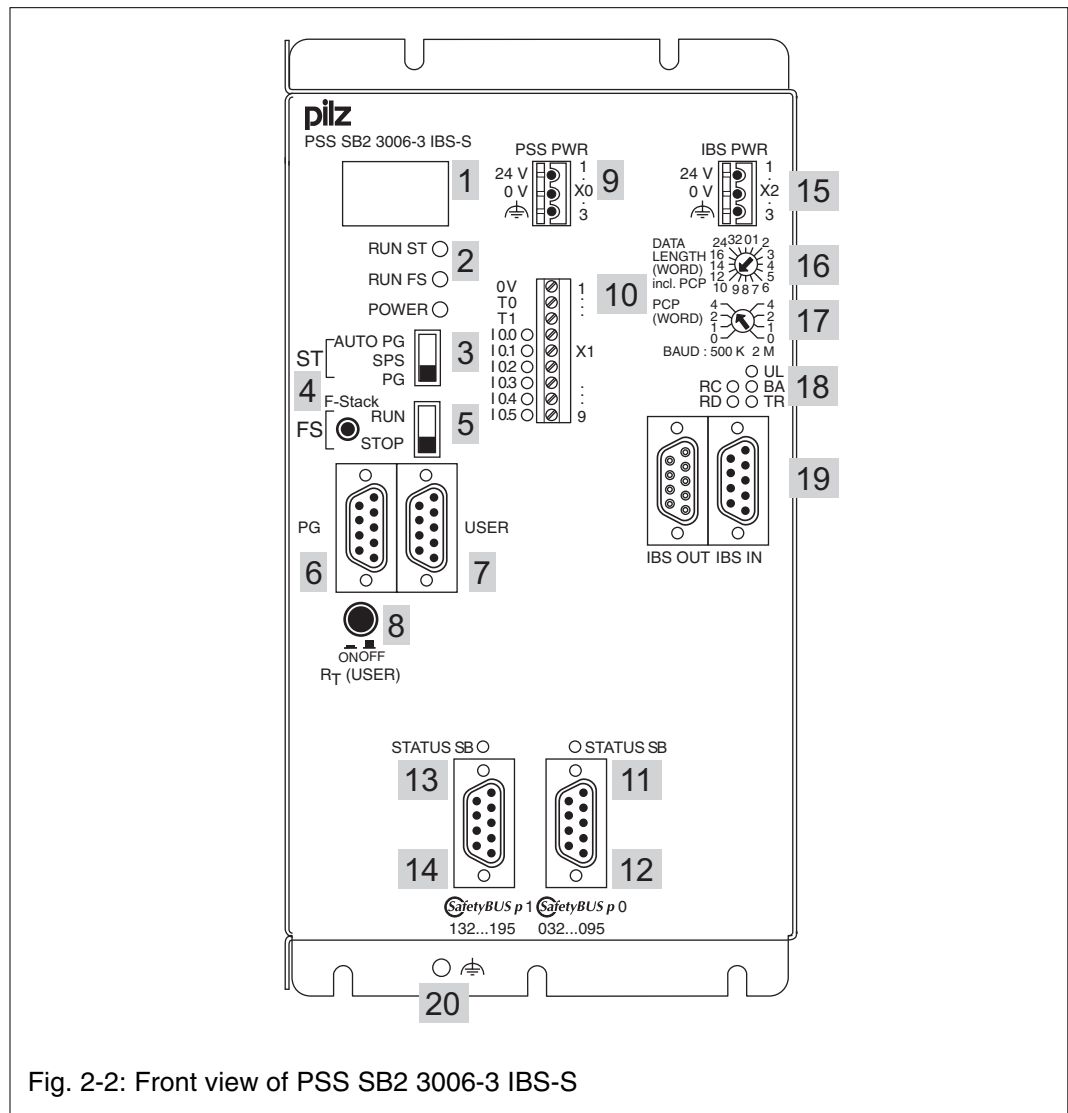 pilz
PSS SB2 3006-3 IBS-S
1
RUN ST
RUN FS
POWER
2
ST
AUTO PG
SPS
PG
3
4
F-Stack
FS
RUN
STOP
5
PG
USER
6
7
8
ON OFF
RT (USER)
PSS PWR
24 V
0 V
1
.
X0
.
3
9
10
0V
T0
T1
I 0.0
I 0.1
I 0.2
I 0.3
I 0.4
I 0.5
1
.
.
X1
.
.
9
IBS PWR
24 V
0 V
1
.
X2
.
3
15
DATA
LENGTH
(WORD)
incl. PCP
24 32 0 1 2
16 3
14 4
12 5
10 9 8 7 6
16
PCP
(WORD)
4 4
2 2
1 1
0 0
BAUD : 500 K 2 M
17
UL
RC BA
RD TR
18
19
IBS OUT IBS IN
STATUS SB
STATUS SB
13
11
14
12
SafetyBUS p 1
SafetyBUS p 0
132...195
032...095
20
Fig. 2-2: Front view of PSS SB2 3006-3 IBS-S